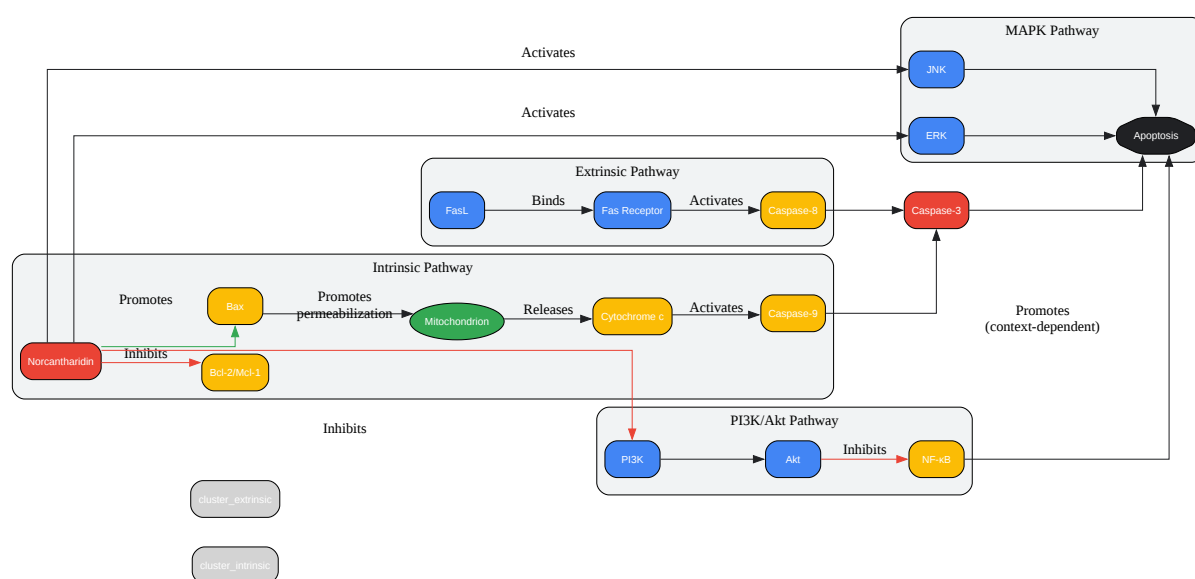 MAPK Pathway
Activates
JNK
Activates
ERK
Apoptosis
Extrinsic Pathway
FasL
Binds
Fas Receptor
Activates
Caspase-8
Caspase-3
Intrinsic Pathway
Promotes
Bax
Promotes
permeabilization
Mitochondrion
Releases
Cytochrome c
Activates
Caspase-9
Promotes
(context-dependent)
Norcantharidin
Inhibits
Bcl-2/Mcl-1
Inhibits
PI3K/Akt Pathway
PI3K
Akt
Inhibits
NF-κB
cluster_extrinsic
cluster_intrinsic